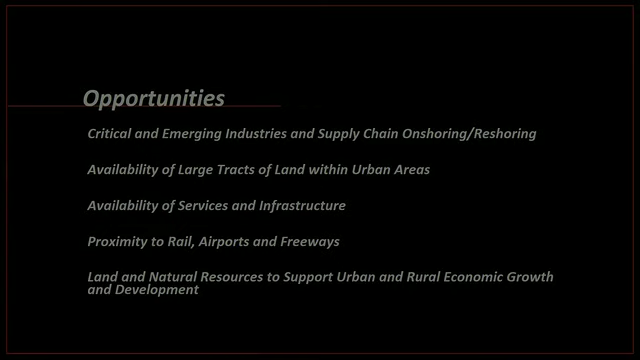 Opportunities
Critical and Emerging Industries and Supply Chain Onshoring/Reshoring
Availability of Large Tracts of Land within Urban Areas
Availability of Services and Infrastructure
Proximity to Rail, Airports and Freeways
Land and Natural Resources to Support Urban and Rural Economic Growth
and Development